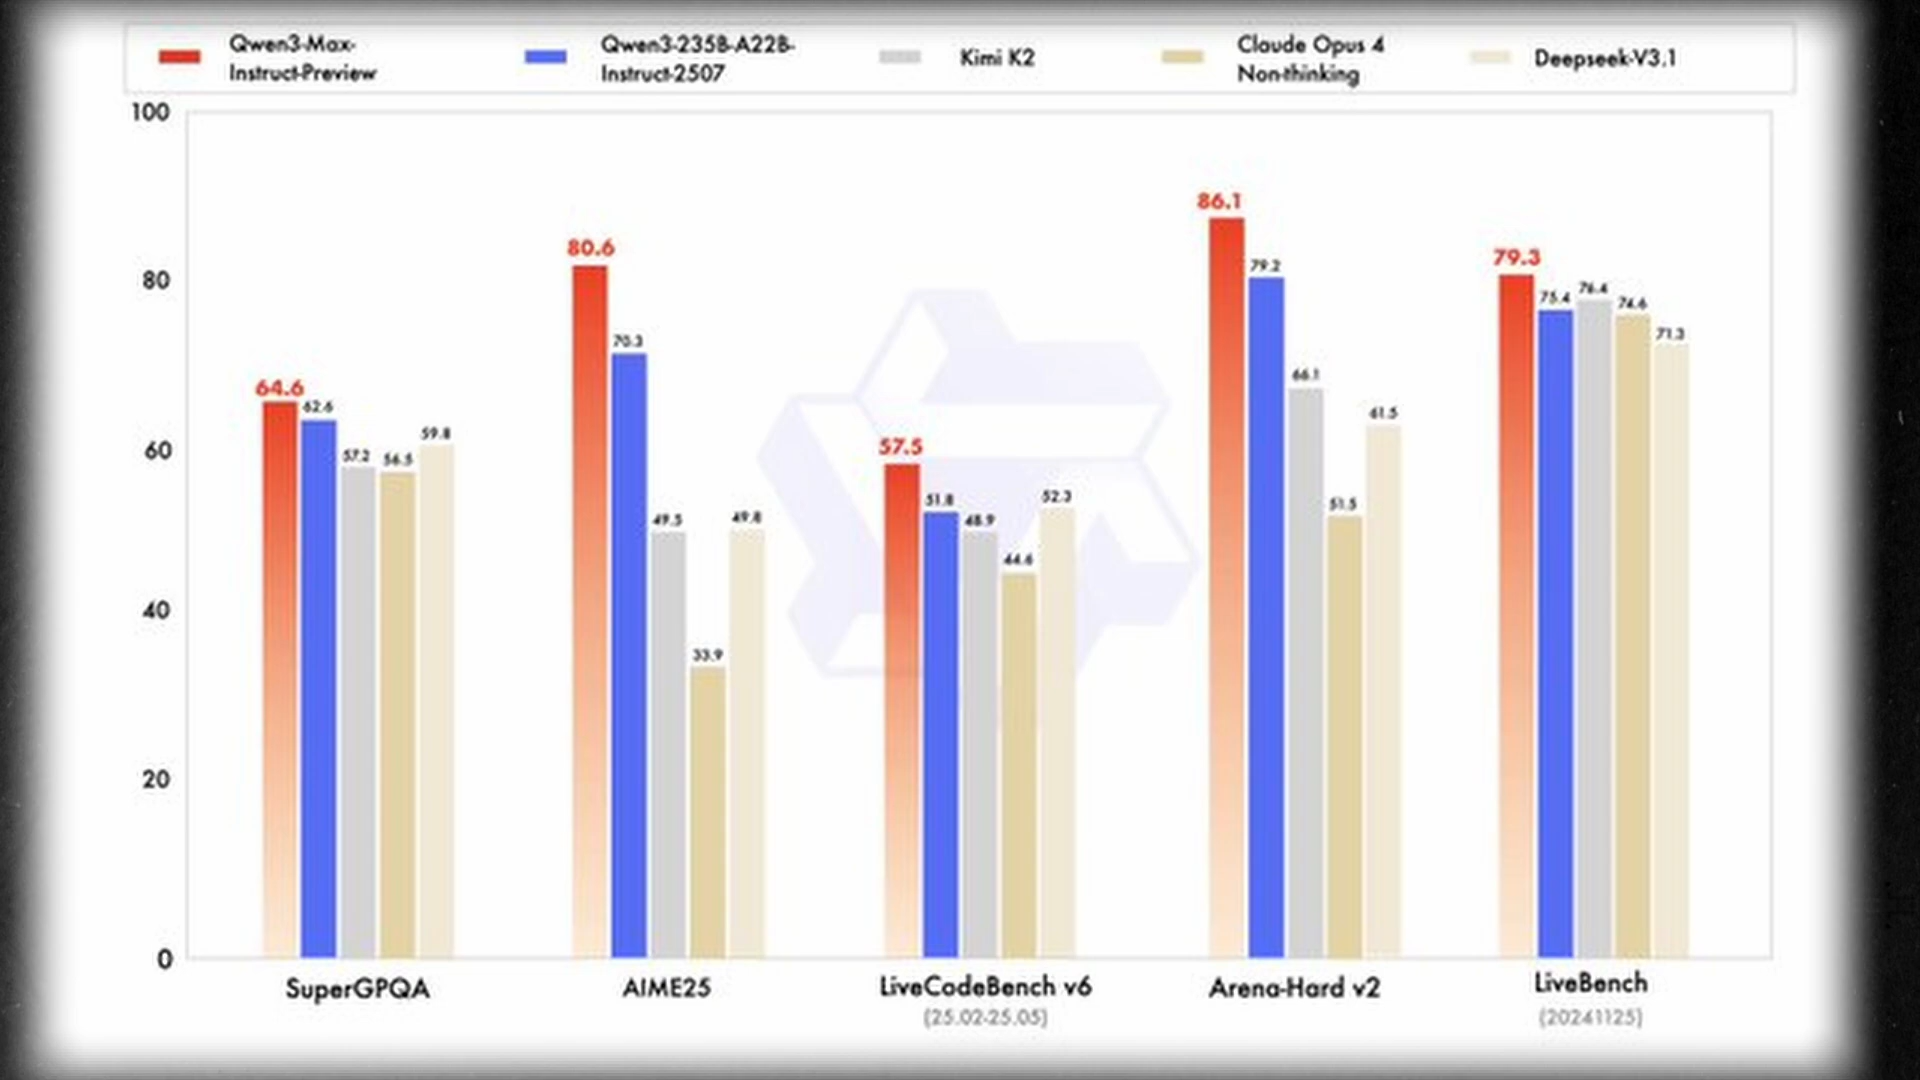 Qwen3-Max-
Instruct-Preview
Qwen3-235B-A22B-
Instruct-2507
Kimi K2
Claude Opus 4
Non-thinking
Deepseek-V3.1
100
80
60
40
20
0
64.6
62.6
57.2
56.5
59.8
80.6
70.3
49.5
33.9
49.8
57.5
51.8
48.9
44.6
52.3
86.1
79.2
66.1
51.5
61.5
79.3
75.4
76.4
74.6
71.3
SuperGPQA
AIME25
LiveCodeBench v6
(25.02-25.05)
Arena-Hard v2
LiveBench
(20241125)